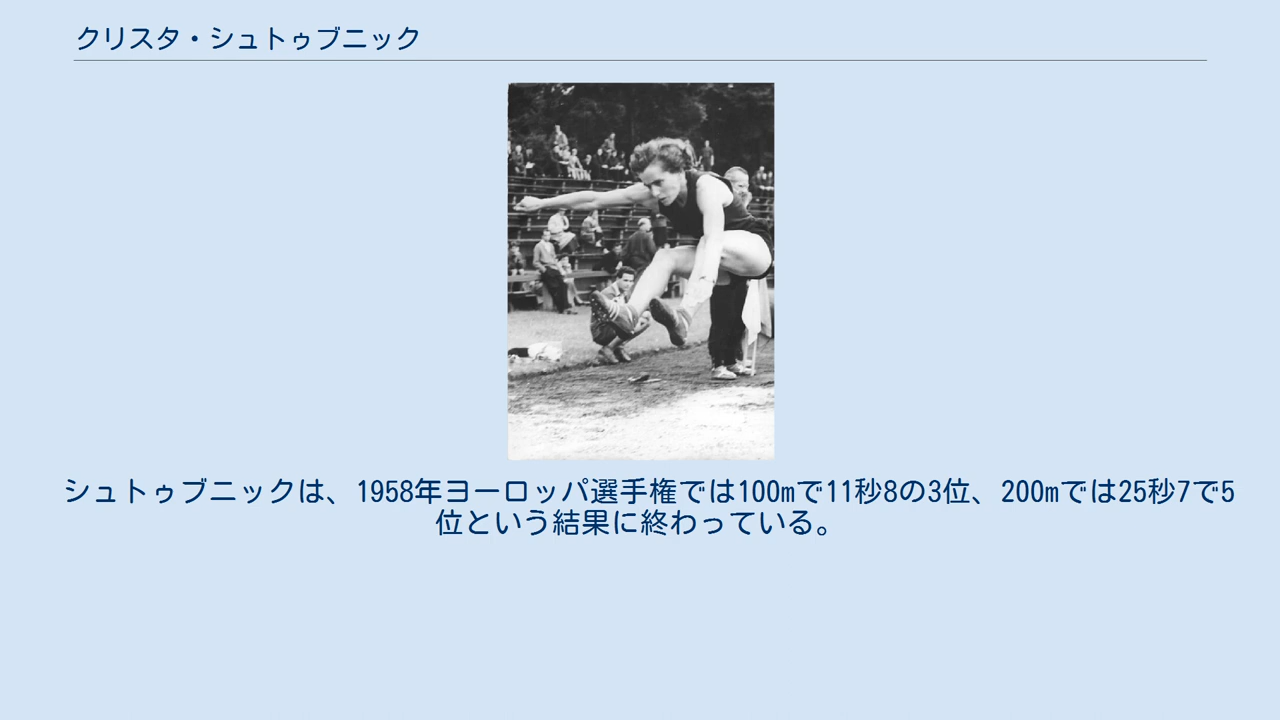 クリスタ・シュトゥブニック
シュトゥブニックは、1958年ヨーロッパ選手権では100mで11秒8の3位、200mでは25秒7で5
位という結果に終わっている。